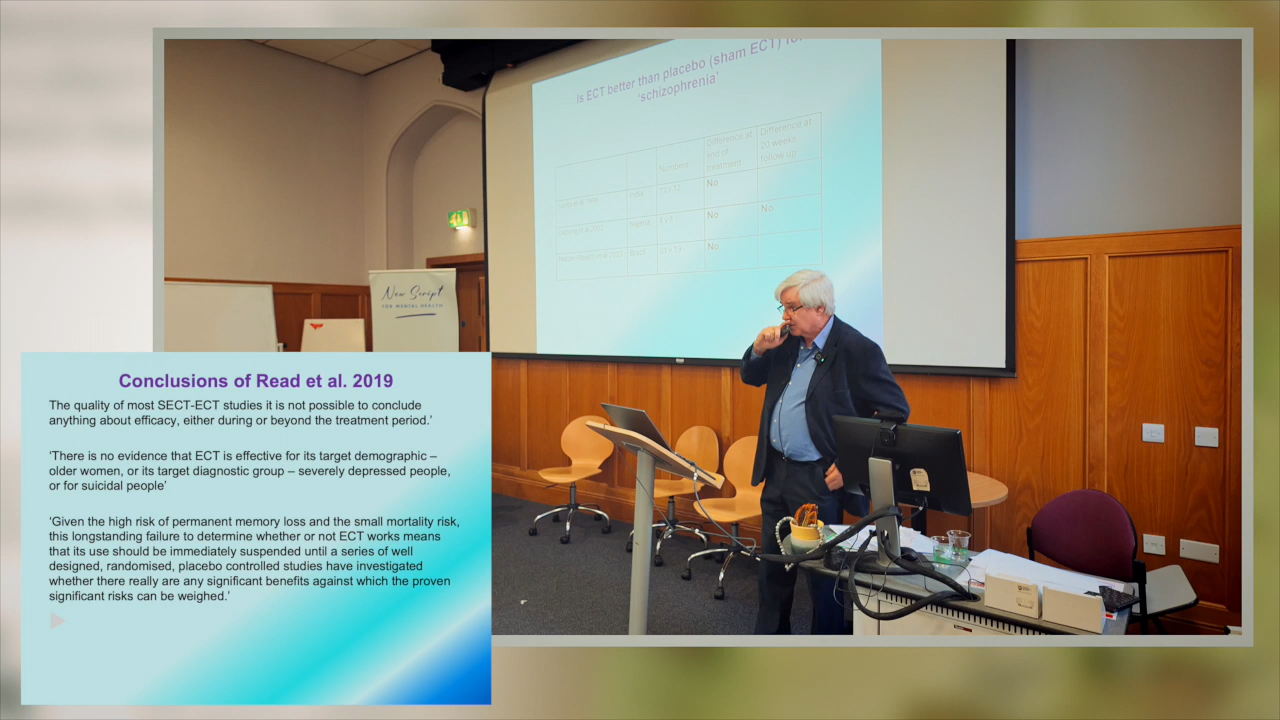 Is ECT better than placebo (sham ECT) for
'schizophrenia'
Numbers
Difference at
end of
treatment
Difference at
20 weeks
follow up
India
No
Nigeria
No
No
Brazil
No
New Script
FOR MENTAL HEALTH
Conclusions of Read et al. 2019
The quality of most SECT-ECT studies it is not possible to conclude
anything about efficacy, either during or beyond the treatment period.'
'There is no evidence that ECT is effective for its target demographic –
older women, or its target diagnostic group – severely depressed people,
or for suicidal people'
'Given the high risk of permanent memory loss and the small mortality risk,
this longstanding failure to determine whether or not ECT works means
that its use should be immediately suspended until a series of well
designed, randomised, placebo controlled studies have investigated
whether there really are any significant benefits against which the proven
significant risks can be weighed.'